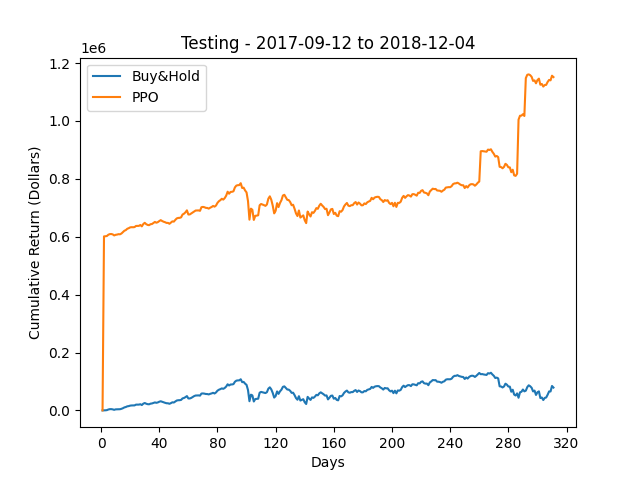 Testing - 2017-09-12 to 2018-12-04
1e6
Buy&Hold
PPO
Cumulative Return (Dollars)
1.2
1.0
0.8
0.6
0.4
0.2
0.0
0 40 80 120 160 200 240 280 320
Days